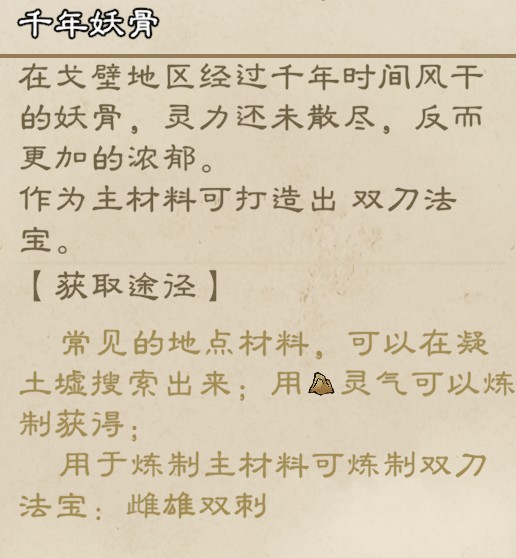 千年妖骨
在戈壁地区经过千年时间风干
的妖骨，灵力还未散尽，反而
更加的浓郁。
作为主材料可打造出 双刀法
宝。
【获取途径】
常见的地点材料，可以在凝
土墟搜索出来；用灵气可以炼
制获得；
用于炼制主材料可炼制双刀
法宝：雌雄双刺